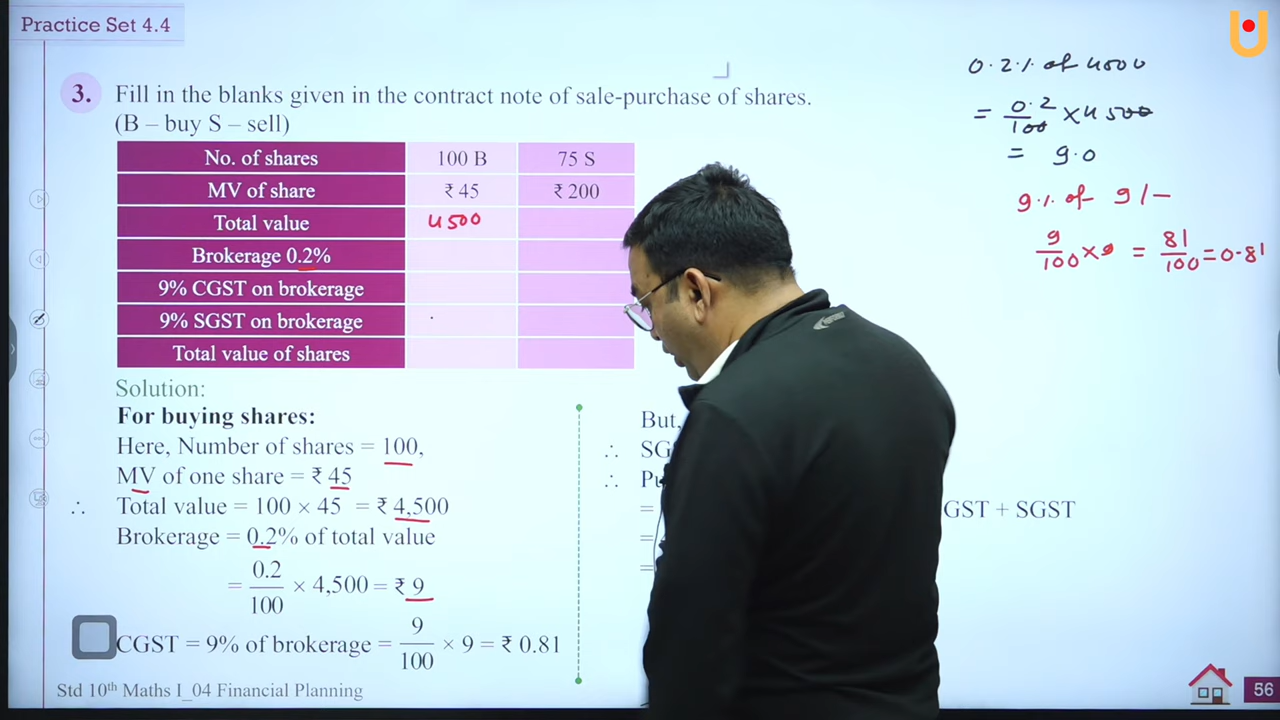 Practice Set 4.4
3. Fill in the blanks given in the contract note of sale-purchase of shares.
(B – buy S – sell)
No. of shares 100 B 75 S
MV of share ₹ 45 ₹ 200
Total value 4500
Brokerage 0.2%
9% CGST on brokerage
9% SGST on brokerage
Total value of shares
Solution:
For buying shares:
Here, Number of shares = 100,
MV of one share = ₹ 45
∴ Total value = 100 × 45 = ₹ 4,500
Brokerage = 0.2% of total value
= 0.2/100 × 4,500 = ₹ 9
CGST = 9% of brokerage = 9/100 × 9 = ₹ 0.81
But,
∴ SG
∴
=
GST + SGST
=
=
0.2% of 4500
= 0.2/100 × 4500
= 9.0
9% of 9/-
9/100 × 9 = 81/100 = 0.81
Std 10th Maths I_04 Financial Planning
56